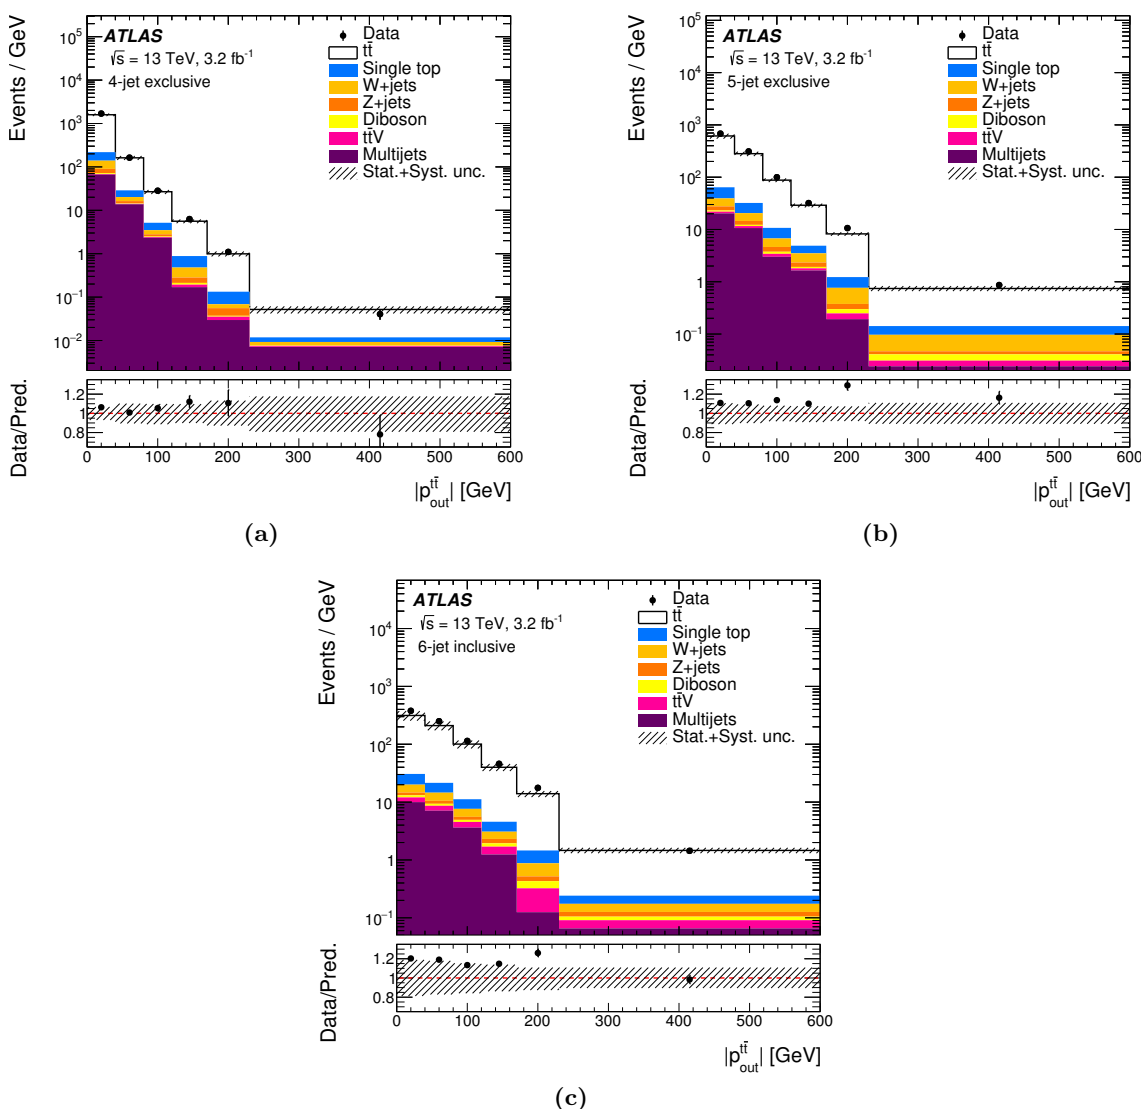 Events / GeV
10⁵
10⁴
10³
10²
10
1
10⁻¹
10⁻²
ATLAS
√s = 13 TeV, 3.2 fb⁻¹
4-jet exclusive
Data
tt̄
Single top
W+jets
Z+jets
Diboson
tt̄V
Multijets
Stat.+Syst. unc.
Data/Pred.
1.2
1
0.8
0 100 200 300 400 500 600
|p_out^tt̄| [GeV]
(a)
Events / GeV
10⁵
10⁴
10³
10²
10
1
10⁻¹
ATLAS
√s = 13 TeV, 3.2 fb⁻¹
5-jet exclusive
Data
tt̄
Single top
W+jets
Z+jets
Diboson
tt̄V
Multijets
Stat.+Syst. unc.
Data/Pred.
1.2
1
0.8
0 100 200 300 400 500 600
|p_out^tt̄| [GeV]
(b)
Events / GeV
10⁴
10³
10²
10
1
10⁻¹
ATLAS
√s = 13 TeV, 3.2 fb⁻¹
6-jet inclusive
Data
tt̄
Single top
W+jets
Z+jets
Diboson
tt̄V
Multijets
Stat.+Syst. unc.
Data/Pred.
1.2
1
0.8
0 100 200 300 400 500 600
|p_out^tt̄| [GeV]
(c)